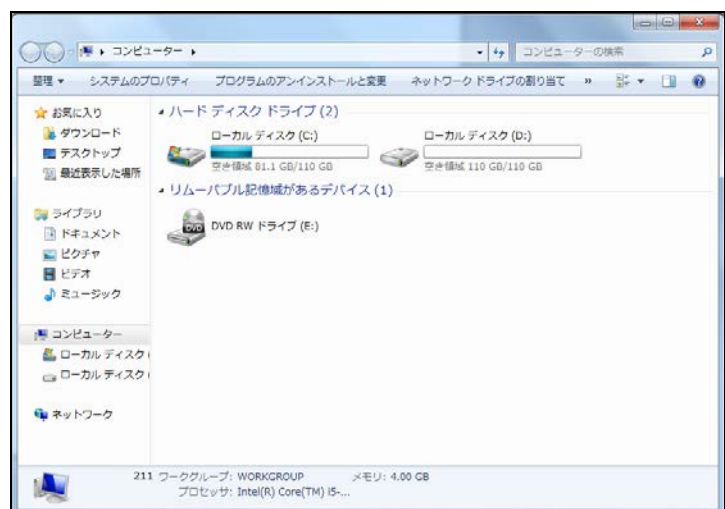 コンピューター
コンピューターの検索
整理 システムのプロパティ プログラムのアンインストールと変更 ネットワーク ドライブの割り当て »
お気に入り
ダウンロード
デスクトップ
最近表示した場所
ライブラリ
ドキュメント
ピクチャ
ビデオ
ミュージック
コンピューター
ローカル ディスク (
ローカル ディスク (
ネットワーク
ハード ディスク ドライブ (2)
ローカル ディスク (C:)
空き領域 81.1 GB/110 GB
ローカル ディスク (D:)
空き領域 110 GB/110 GB
リムーバブル記憶域があるデバイス (1)
DVD RW ドライブ (E:)
DVD
211 ワークグループ: WORKGROUP メモリ: 4.00 GB
プロセッサ: Intel(R) Core(TM) i5-...